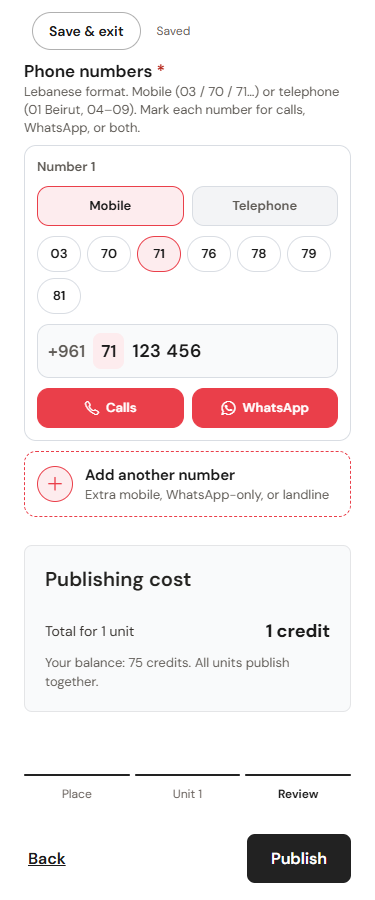 Save & exit
Saved
Phone numbers *
Lebanese format. Mobile (03 / 70 / 71…) or telephone
(01 Beirut, 04–09). Mark each number for calls,
WhatsApp, or both.
Number 1
Mobile
Telephone
03
70
71
76
78
79
81
+961 71 123 456
Calls
WhatsApp
Add another number
Extra mobile, WhatsApp-only, or landline
Publishing cost
Total for 1 unit
1 credit
Your balance: 75 credits. All units publish
together.
Place
Unit 1
Review
Back
Publish